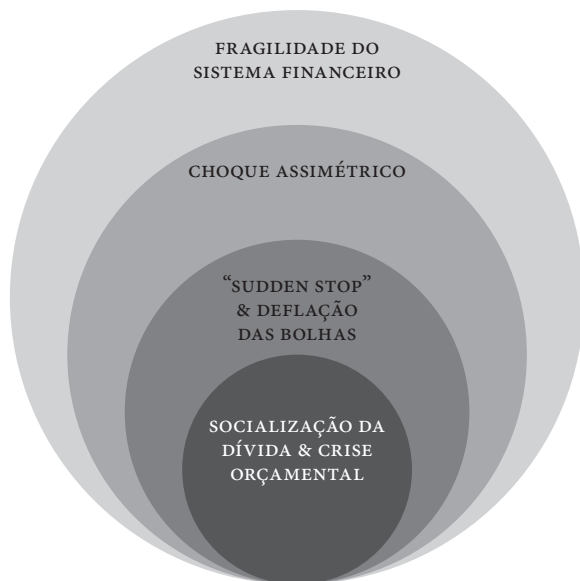 FRAGILIDADE DO
SISTEMA FINANCEIRO
CHOQUE ASSIMÉTRICO
“SUDDEN STOP”
& DEFLAÇÃO
DAS BOLHAS
SOCIALIZAÇÃO DA
DÍVIDA & CRISE
ORÇAMENTAL